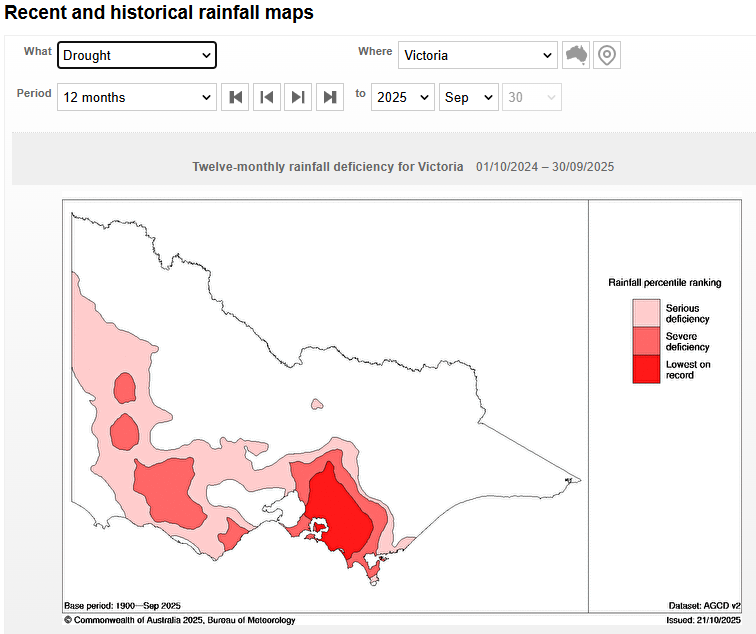 Recent and historical rainfall maps
What Drought Where Victoria
Period 12 months to 2025 Sep 30
Twelve-monthly rainfall deficiency for Victoria 01/10/2024 – 30/09/2025
Rainfall percentile ranking
Serious
deficiency
Severe
deficiency
Lowest on
record
Base period: 1900—Sep 2025 Dataset: AGCD v2
© Commonwealth of Australia 2025, Bureau of Meteorology Issued: 21/10/2025